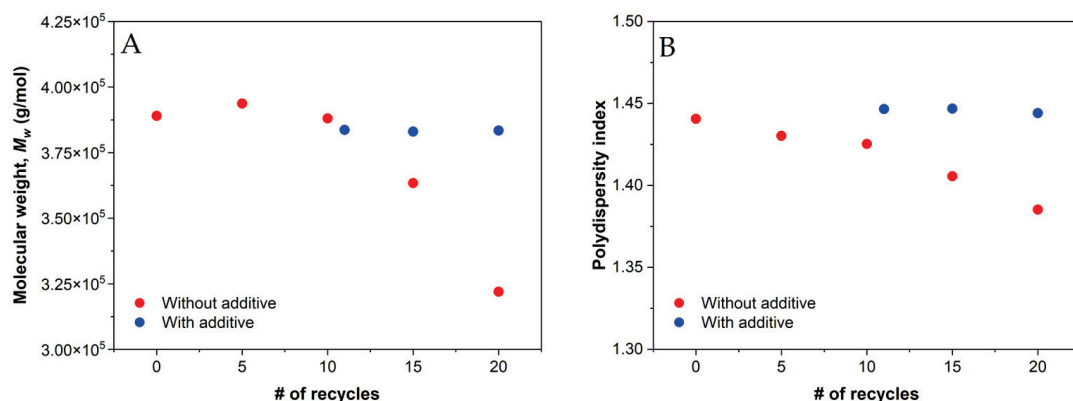 A
Molecular weight, Mw (g/mol)
4.25×10⁵
4.00×10⁵
3.75×10⁵
3.50×10⁵
3.25×10⁵
3.00×10⁵
Without additive
With additive
0 5 10 15 20
# of recycles
B
Polydispersity index
1.50
1.45
1.40
1.35
1.30
Without additive
With additive
0 5 10 15 20
# of recycles